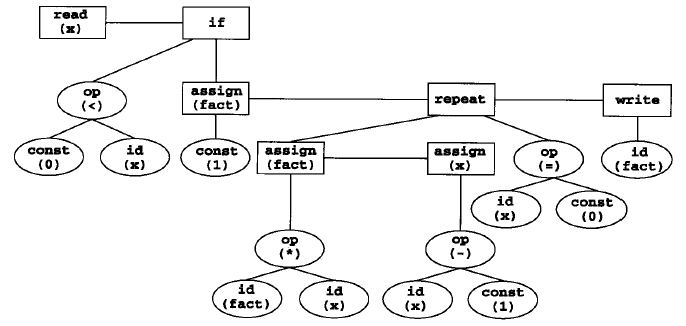 read
(x)
if
op
(<)
assign
(fact)
repeat
write
const
(0)
id
(x)
const
(1)
assign
(fact)
assign
(x)
op
(=)
id
(fact)
id
(x)
const
(0)
op
(*)
op
(-)
id
(fact)
id
(x)
id
(x)
const
(1)